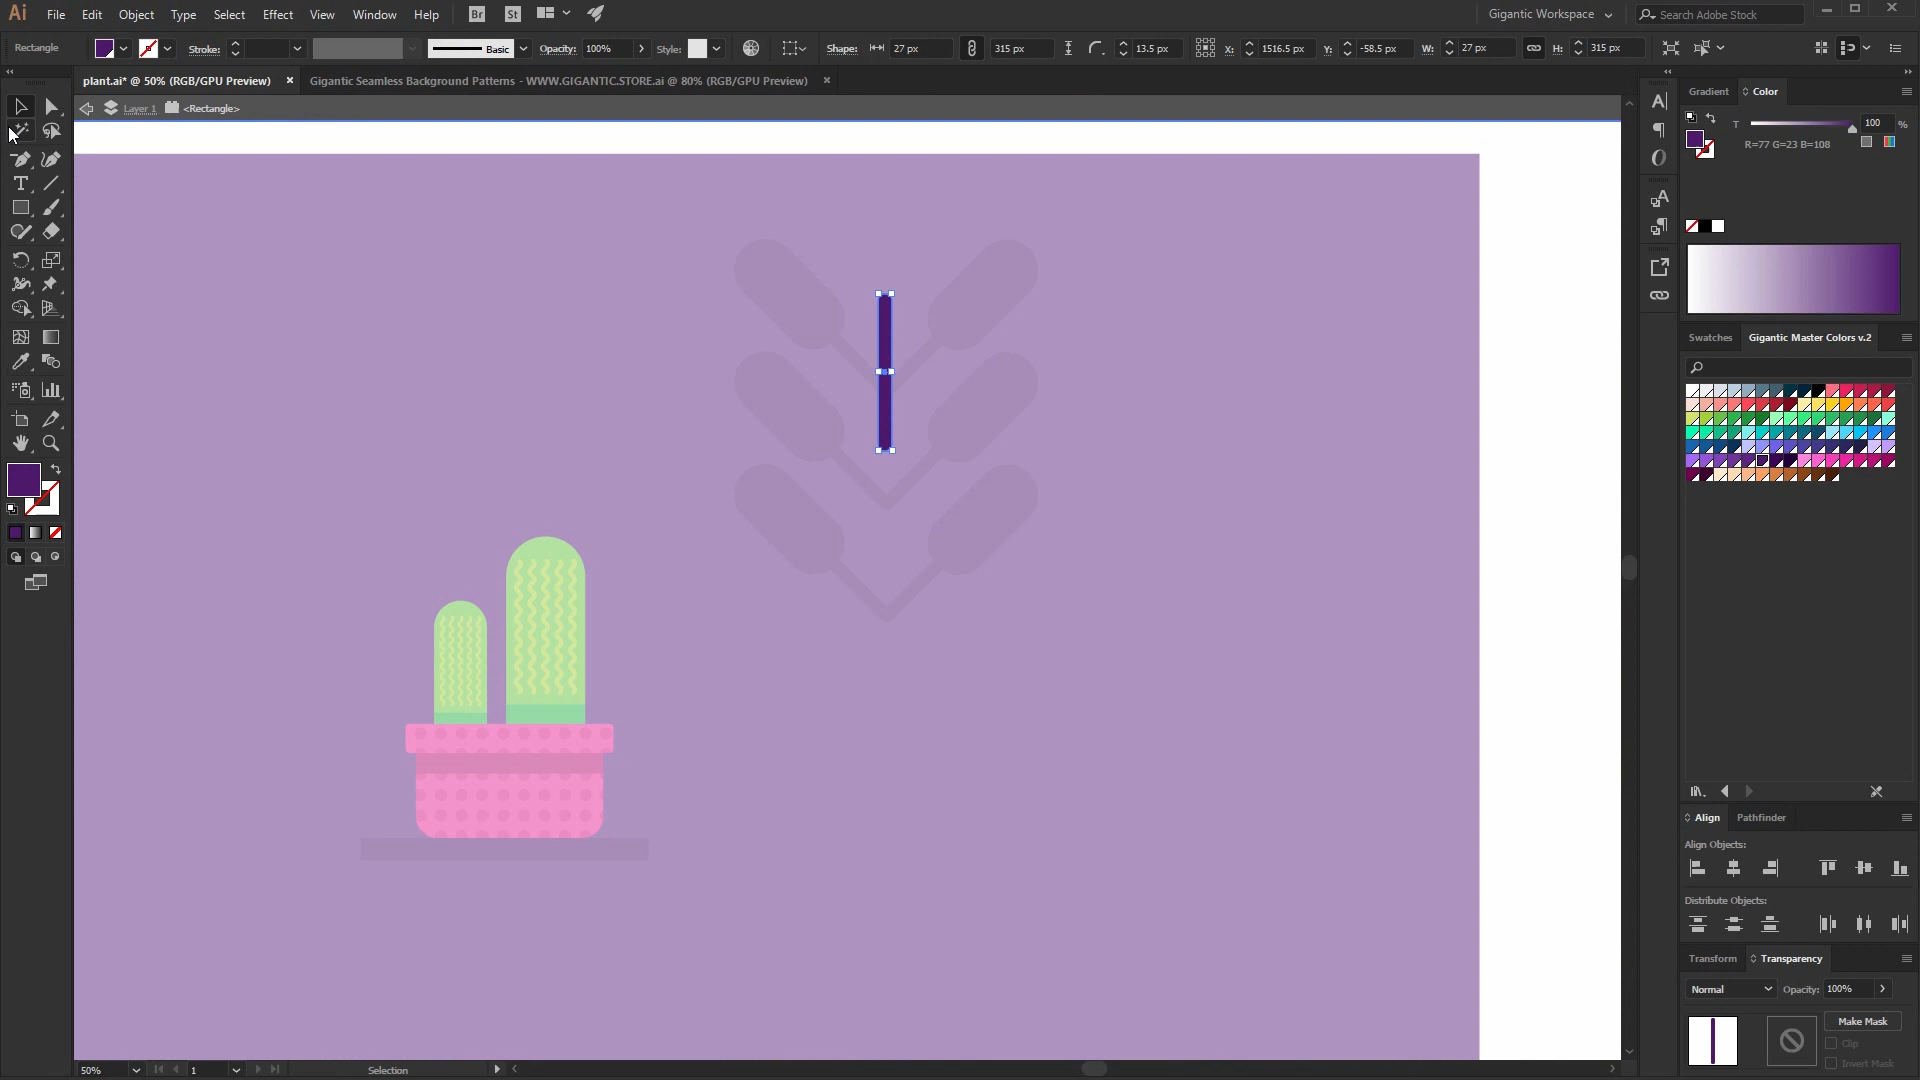 Ai File Edit Object Type Select Effect View Window Help Br St Gigantic Workspace Search Adobe Stock
Rectangle Stroke: Basic Opacity: 100% Style: Shape: 27 px 315 px 13.5 px X: 1516.5 px Y: -58.5 px W: 27 px H: 315 px
plant.ai* @ 50% (RGB/GPU Preview) × Gigantic Seamless Background Patterns - WWW.GIGANTIC.STORE.ai @ 80% (RGB/GPU Preview) ×
Layer 1 <Rectangle>
Gradient Color
T 100 %
R=77 G=23 B=108
Swatches Gigantic Master Colors v.2
Align Pathfinder
Align Objects:
Distribute Objects:
Transform Transparency
Normal Opacity: 100%
Make Mask
Clip
Invert Mask
50% 1 Selection